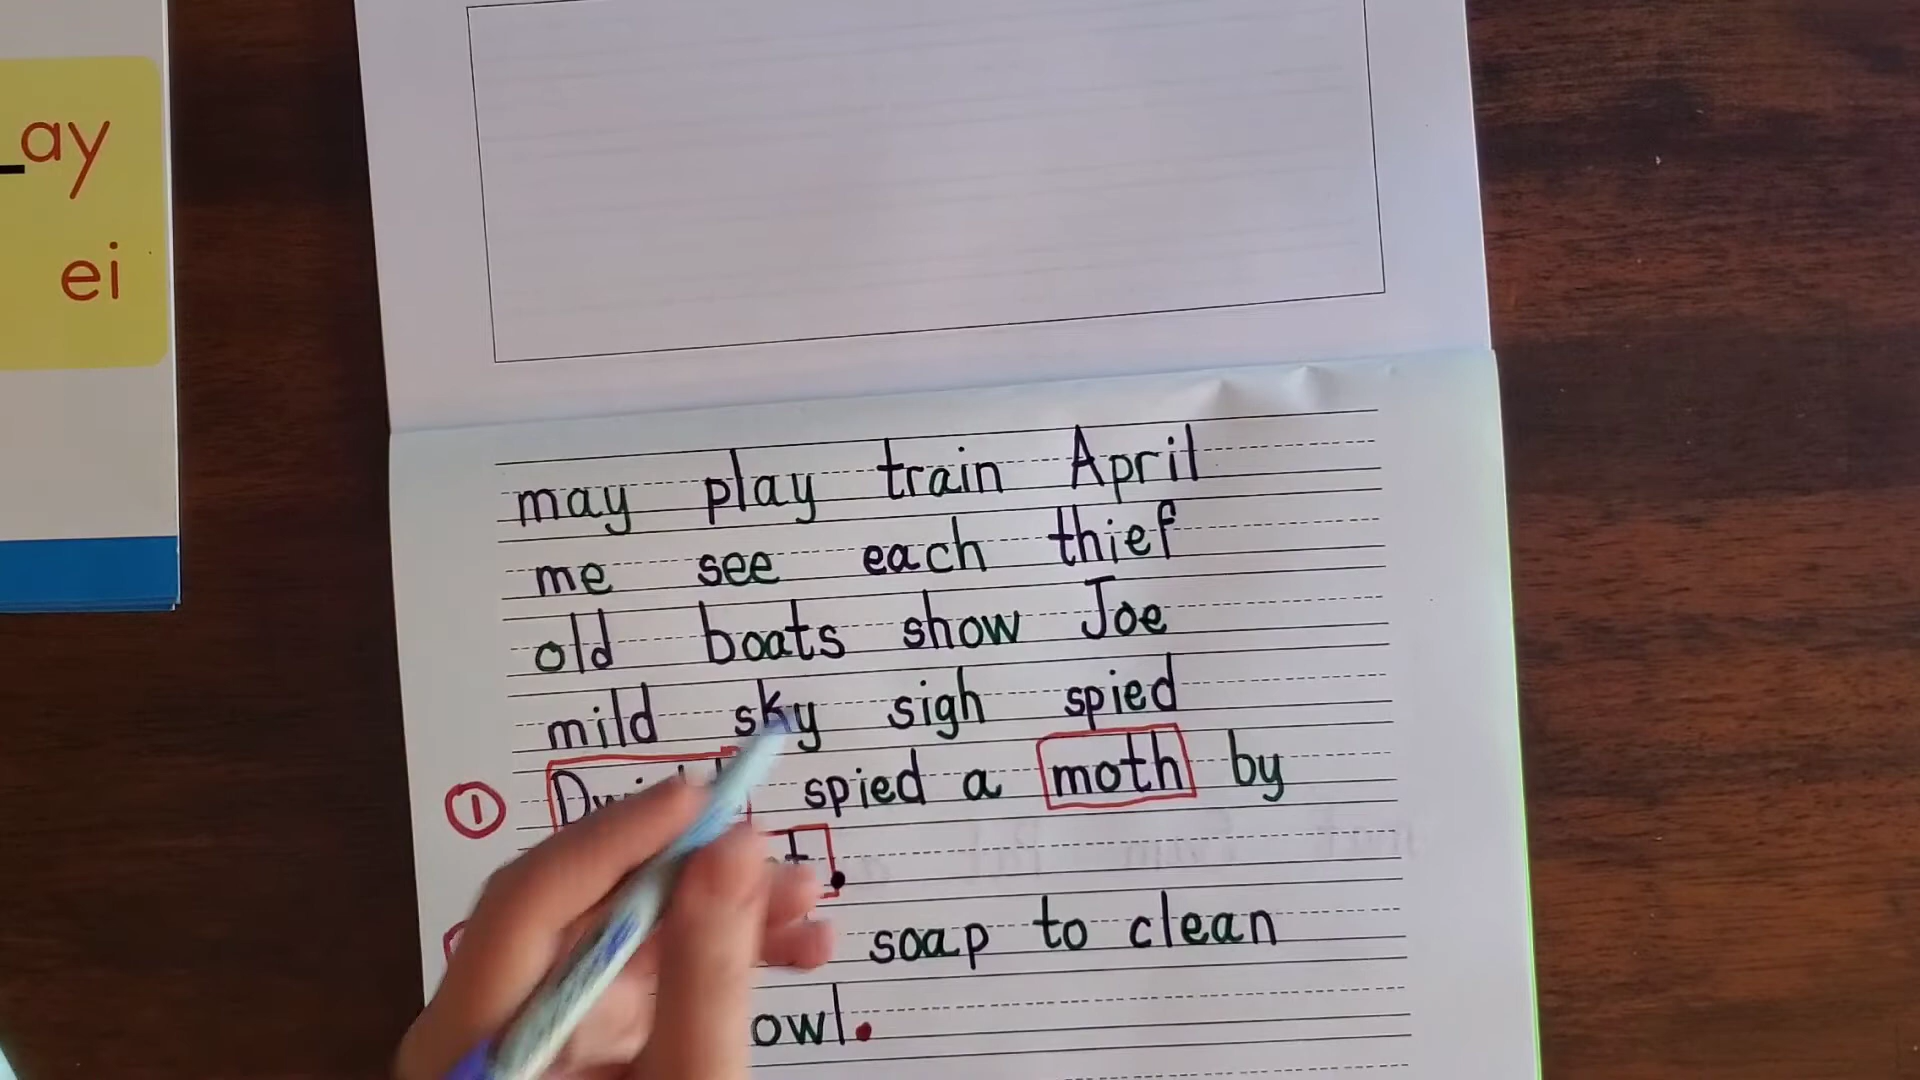 ay
ei
may play train April
me see each thief
old boats show Joe
mild sky sigh spied
① spied a moth by
soap to clean
owl.